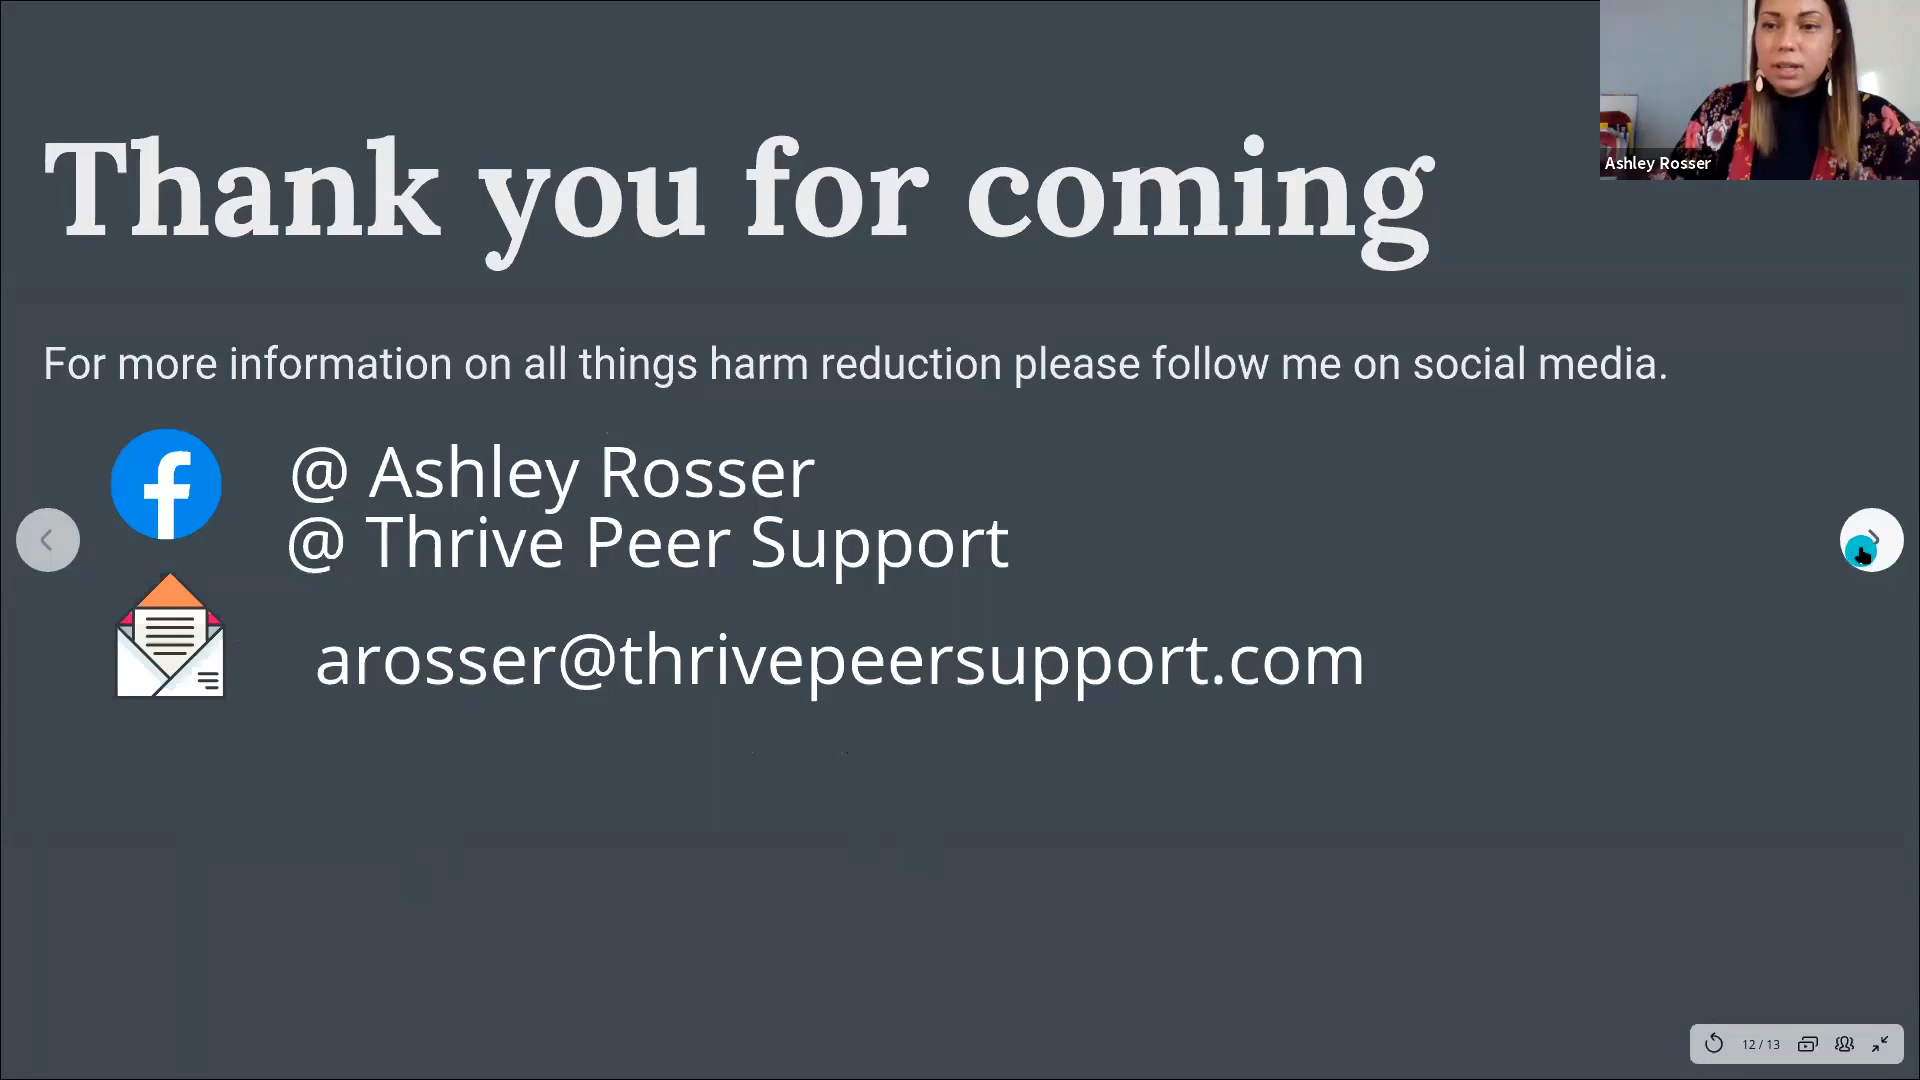 Thank you for coming
Ashley Rosser
For more information on all things harm reduction please follow me on social media.
@ Ashley Rosser
@ Thrive Peer Support
arosser@thrivepeersupport.com
12 / 13